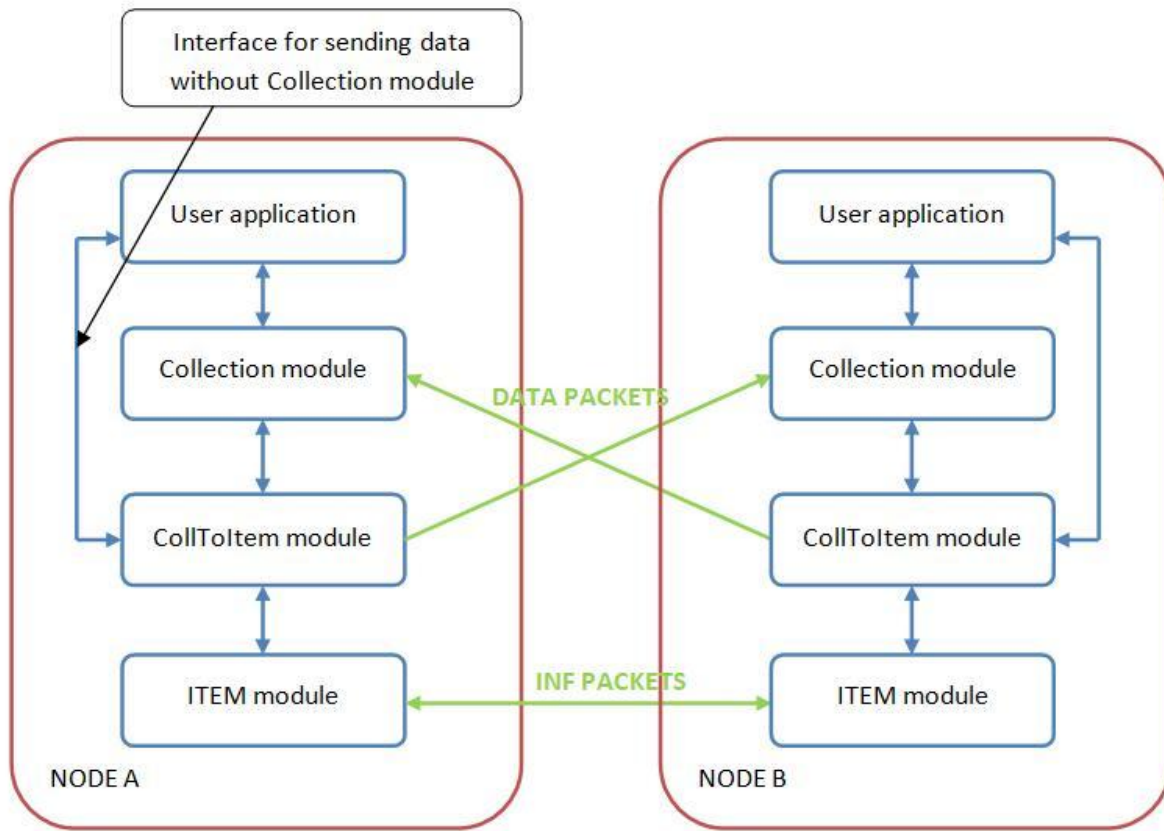 Interface for sending data
without Collection module
User application
Collection module
CollToItem module
ITEM module
NODE A
DATA PACKETS
INF PACKETS
User application
Collection module
CollToItem module
ITEM module
NODE B